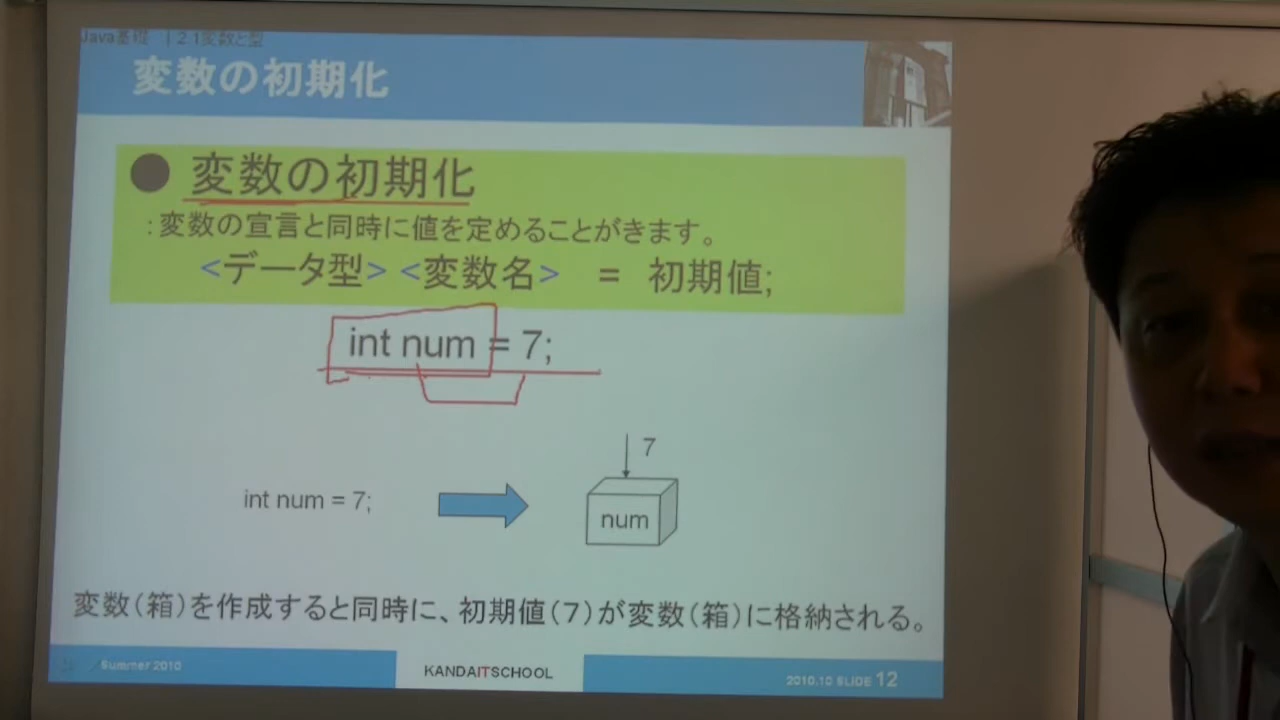 Java基礎 | 2.1変数と型
変数の初期化
● 変数の初期化
:変数の宣言と同時に値を定めることがきます。
<データ型> <変数名> = 初期値;
int num = 7;
7
int num = 7;
num
変数(箱)を作成すると同時に、初期値(7)が変数(箱)に格納される。
Summer 2010
KANDAITSCHOOL
2010.10 SLIDE 12